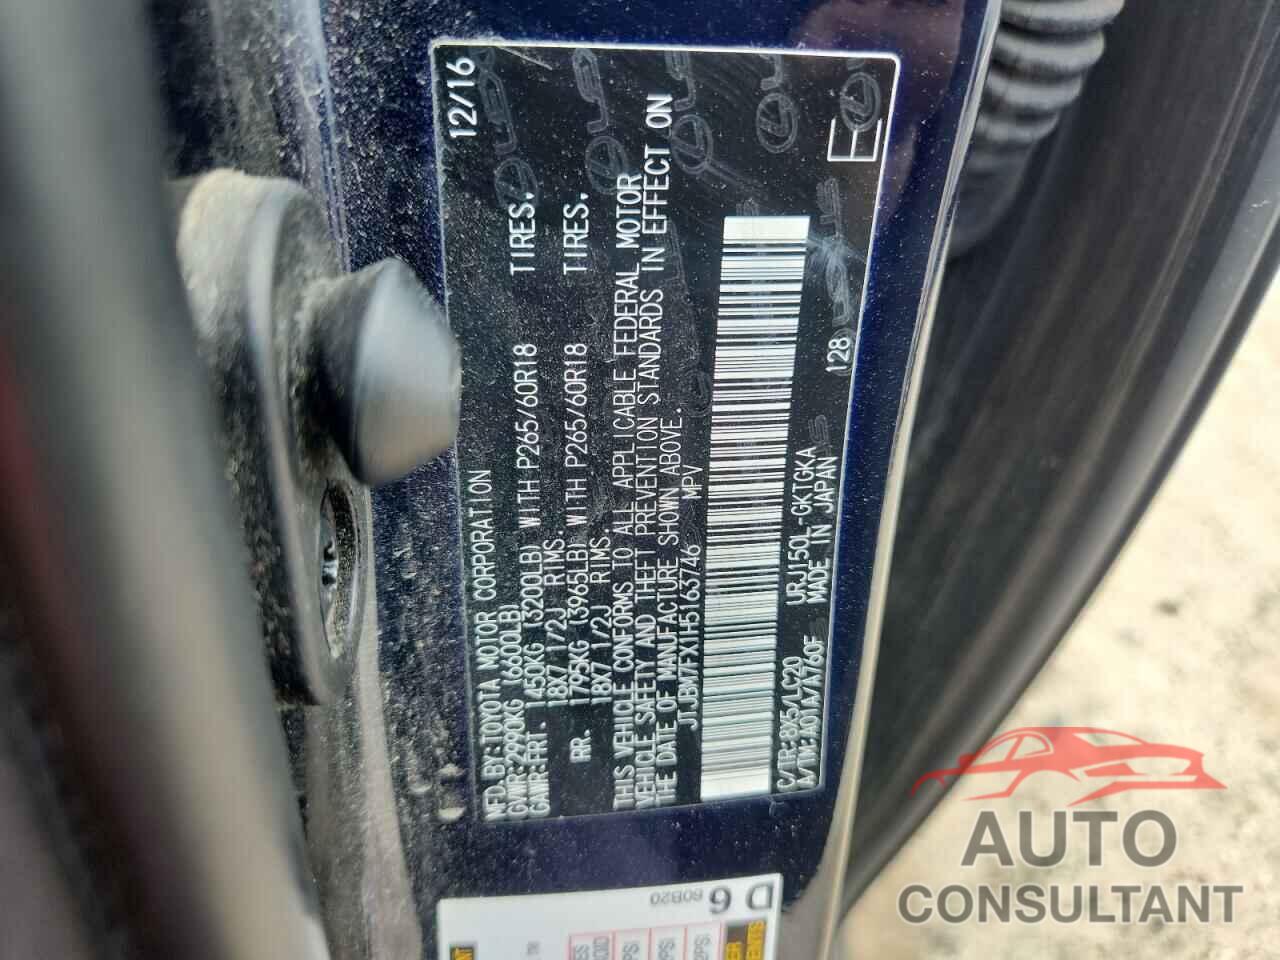 12/16
MFD. BY: TOYOTA MOTOR CORPORATION
GVWR: 2990KG (6600LB)
GAWR: FRT. 1450KG (3200LB) WITH P265/60R18 TIRES.
18X7 1/2J RIMS.
RR. 1795KG (3965LB) WITH P265/60R18 TIRES.
18X7 1/2J RIMS.
THIS VEHICLE CONFORMS TO ALL APPLICABLE FEDERAL MOTOR
VEHICLE SAFETY AND THEFT PREVENTION STANDARDS IN EFFECT ON
THE DATE OF MANUFACTURE SHOWN ABOVE.
JTJBM7FX1H5163746 MPV
128
C/TR: 8X5/LC20 URJ150L-GKTGKA
A/TM: A01A/A760F MADE IN JAPAN
D 6
60B20
AUTO
CONSULTANT